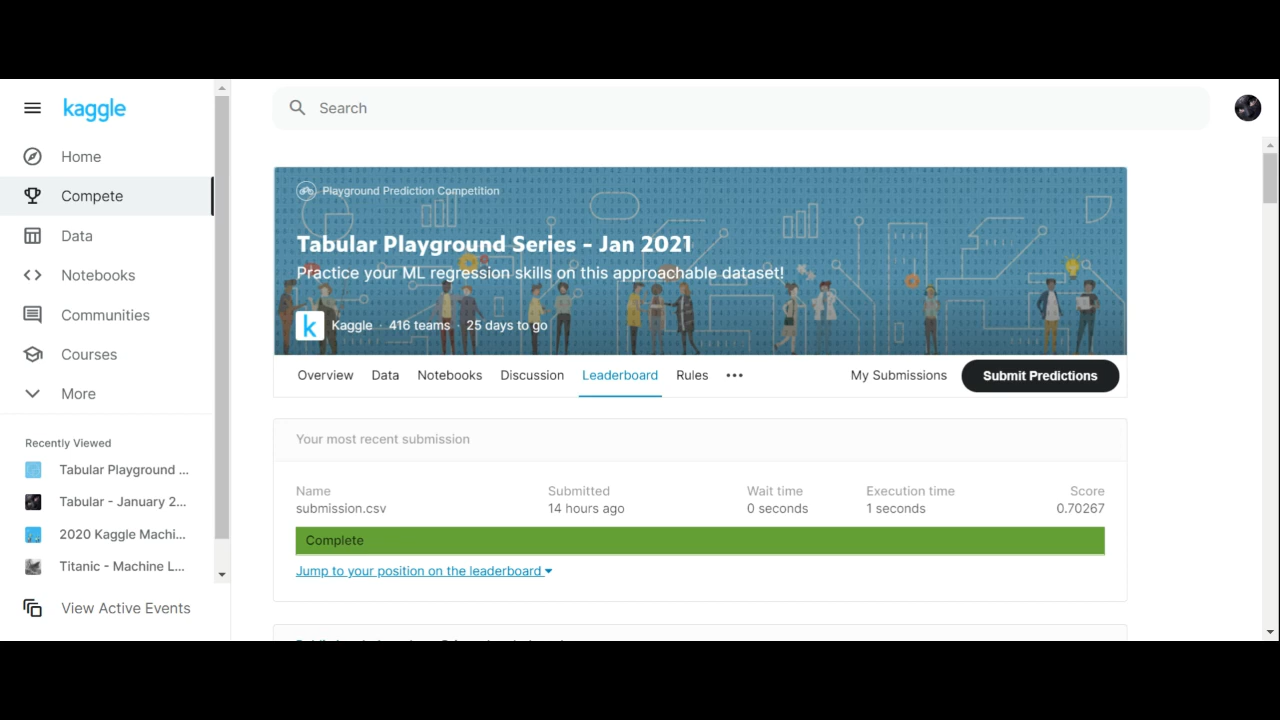 kaggle
Search
Home
Compete
Data
Notebooks
Communities
Courses
More
Recently Viewed
Tabular Playground ...
Tabular - January 2...
2020 Kaggle Machi...
Titanic - Machine L...
View Active Events
Playground Prediction Competition
Tabular Playground Series - Jan 2021
Practice your ML regression skills on this approachable dataset!
k Kaggle · 416 teams · 25 days to go
Overview Data Notebooks Discussion Leaderboard Rules ••• My Submissions Submit Predictions
Your most recent submission
Name Submitted Wait time Execution time Score
submission.csv 14 hours ago 0 seconds 1 seconds 0.70267
Complete
Jump to your position on the leaderboard